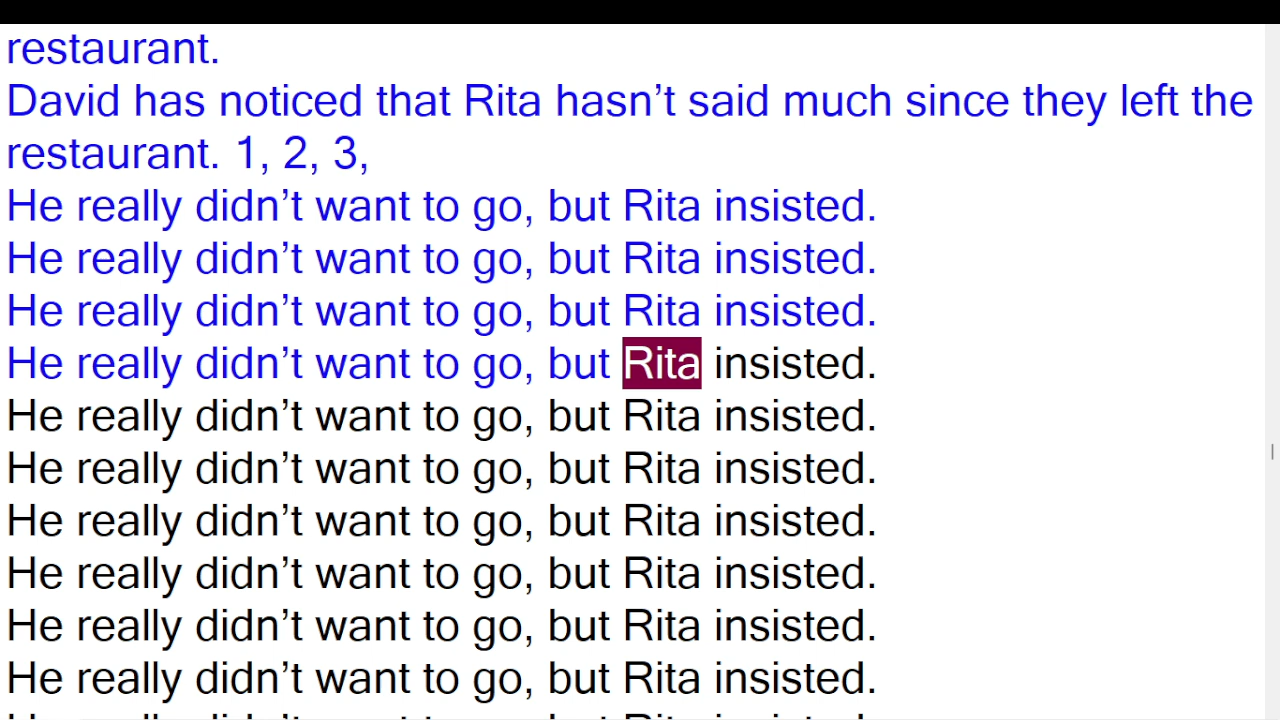 restaurant.
David has noticed that Rita hasn’t said much since they left the
restaurant. 1, 2, 3,
He really didn’t want to go, but Rita insisted.
He really didn’t want to go, but Rita insisted.
He really didn’t want to go, but Rita insisted.
He really didn’t want to go, but Rita insisted.
He really didn’t want to go, but Rita insisted.
He really didn’t want to go, but Rita insisted.
He really didn’t want to go, but Rita insisted.
He really didn’t want to go, but Rita insisted.
He really didn’t want to go, but Rita insisted.
He really didn’t want to go, but Rita insisted.